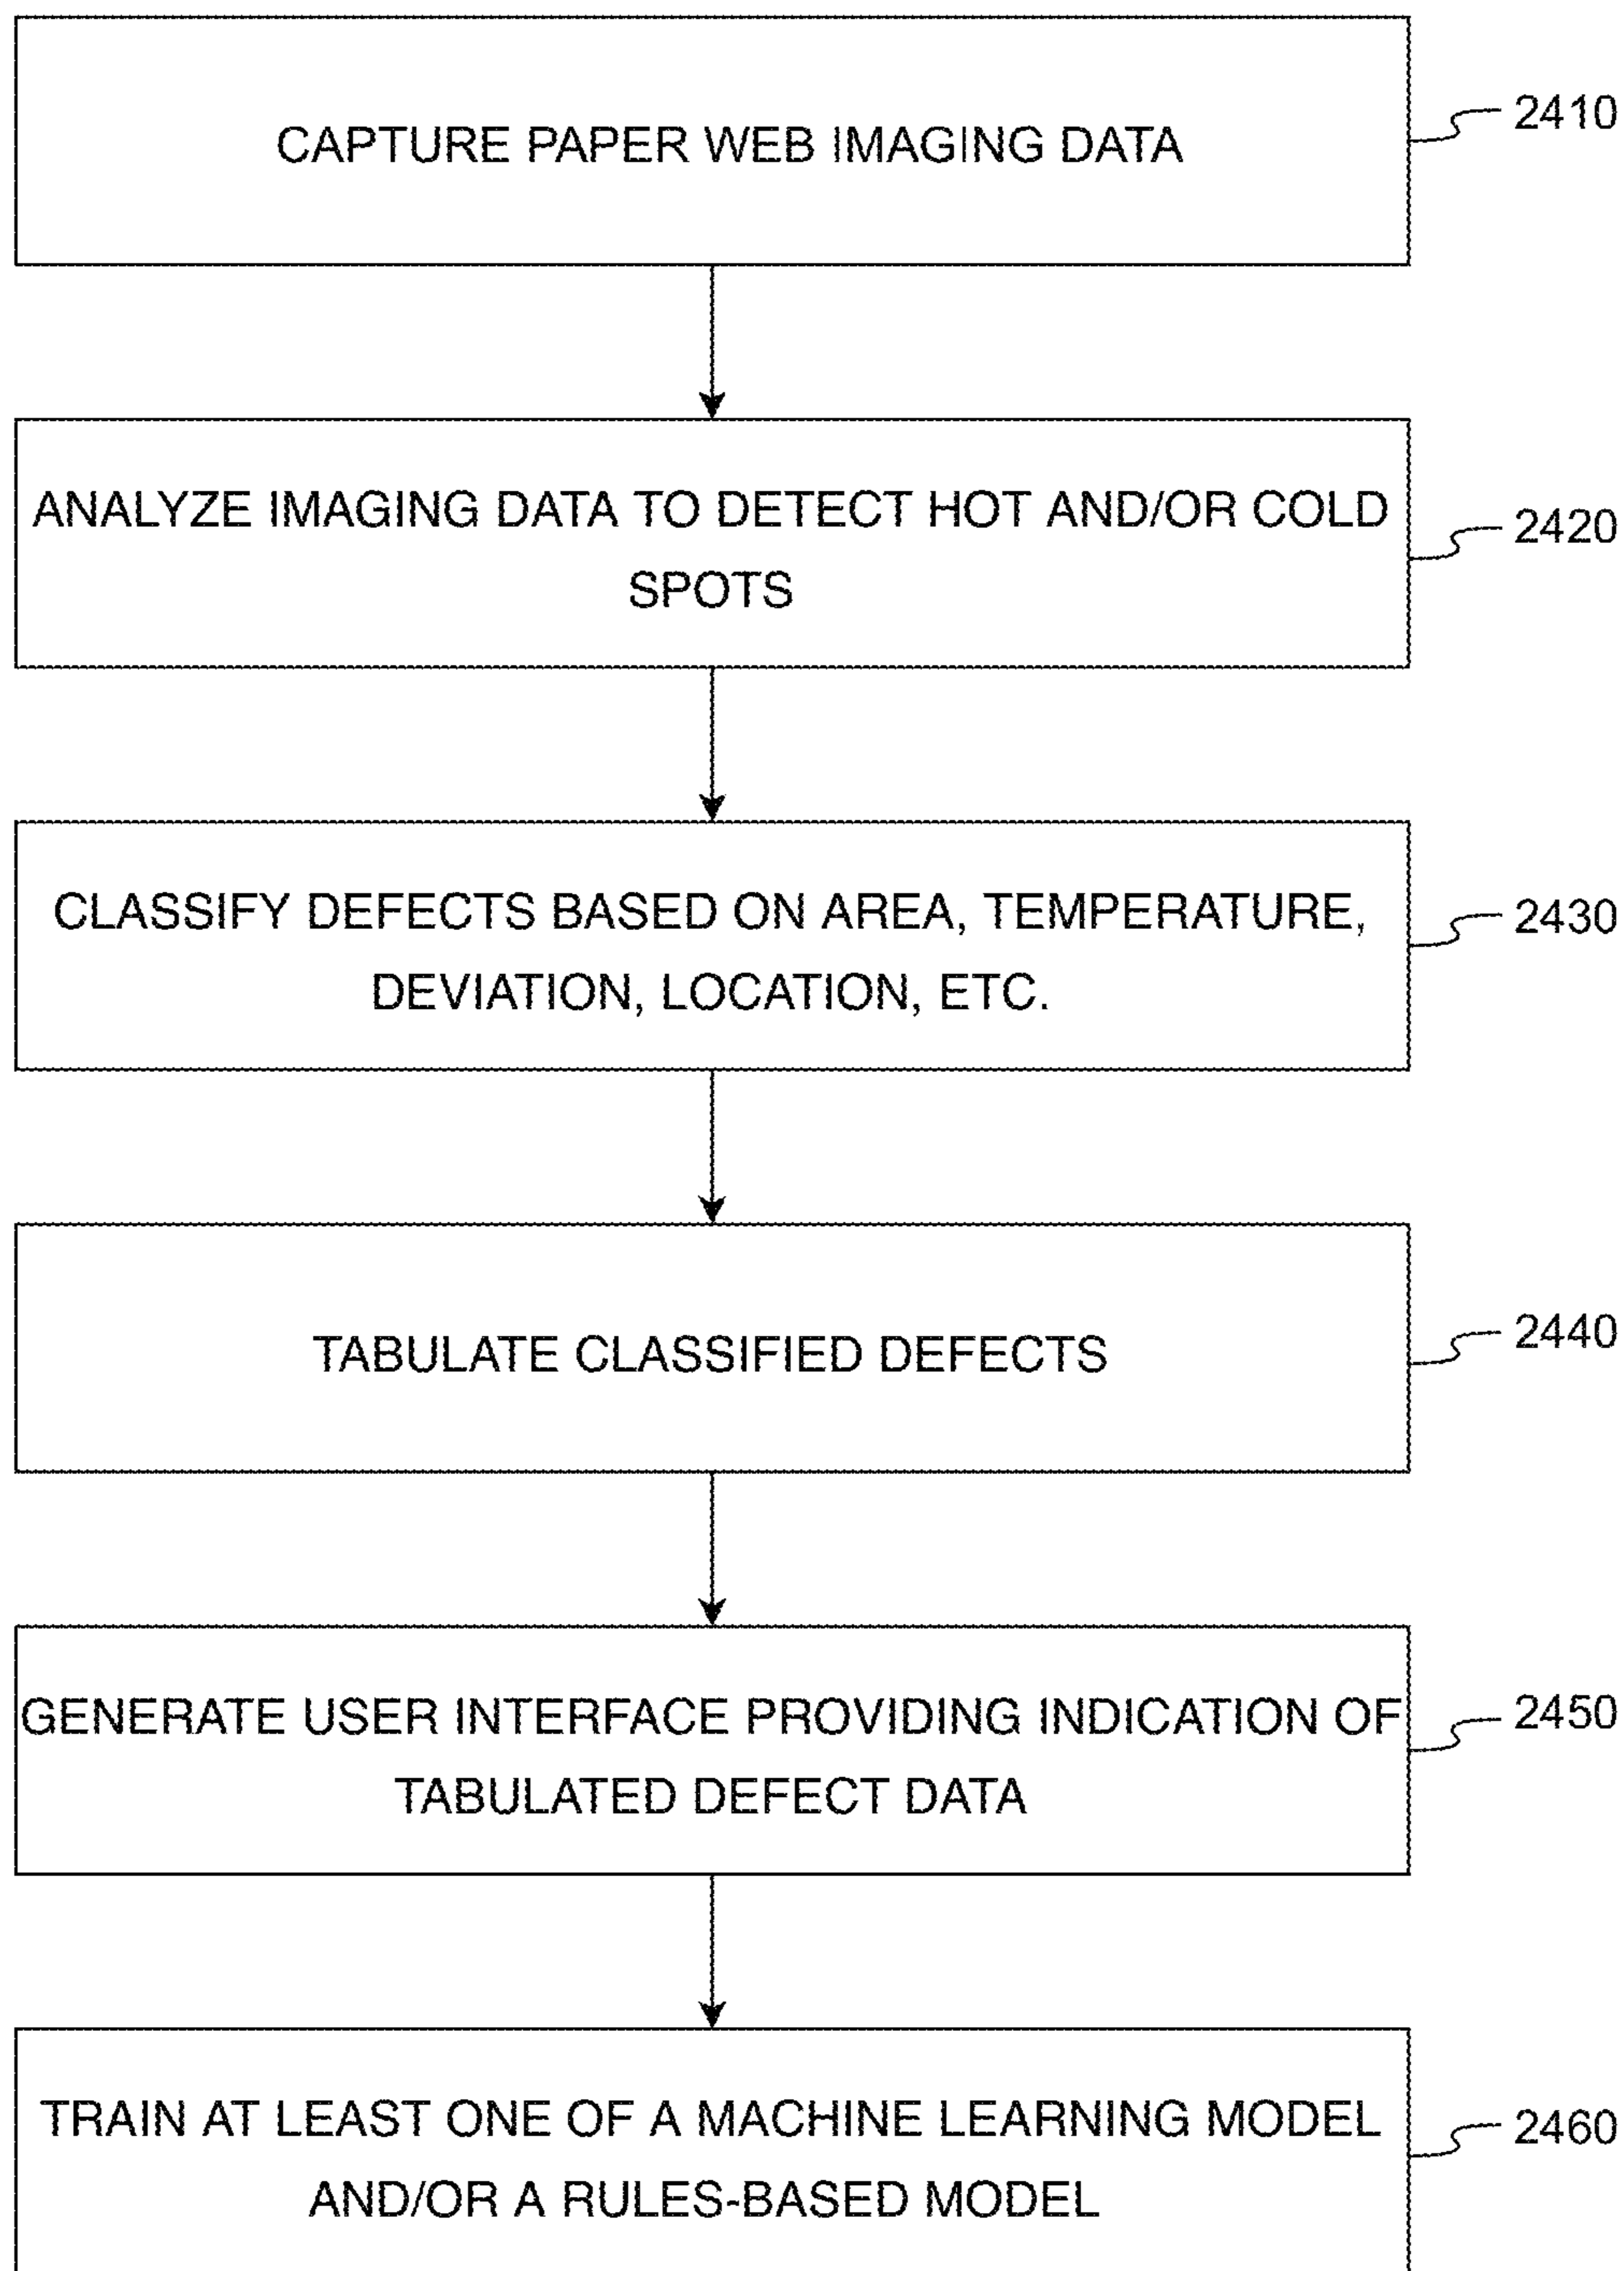 CAPTURE PAPER WEB IMAGING DATA
2410
ANALYZE IMAGING DATA TO DETECT HOT AND/OR COLD
SPOTS
2420
CLASSIFY DEFECTS BASED ON AREA, TEMPERATURE,
DEVIATION, LOCATION, ETC.
2430
TABULATE CLASSIFIED DEFECTS
2440
GENERATE USER INTERFACE PROVIDING INDICATION OF
TABULATED DEFECT DATA
2450
TRAIN AT LEAST ONE OF A MACHINE LEARNING MODEL
AND/OR A RULES-BASED MODEL
2460